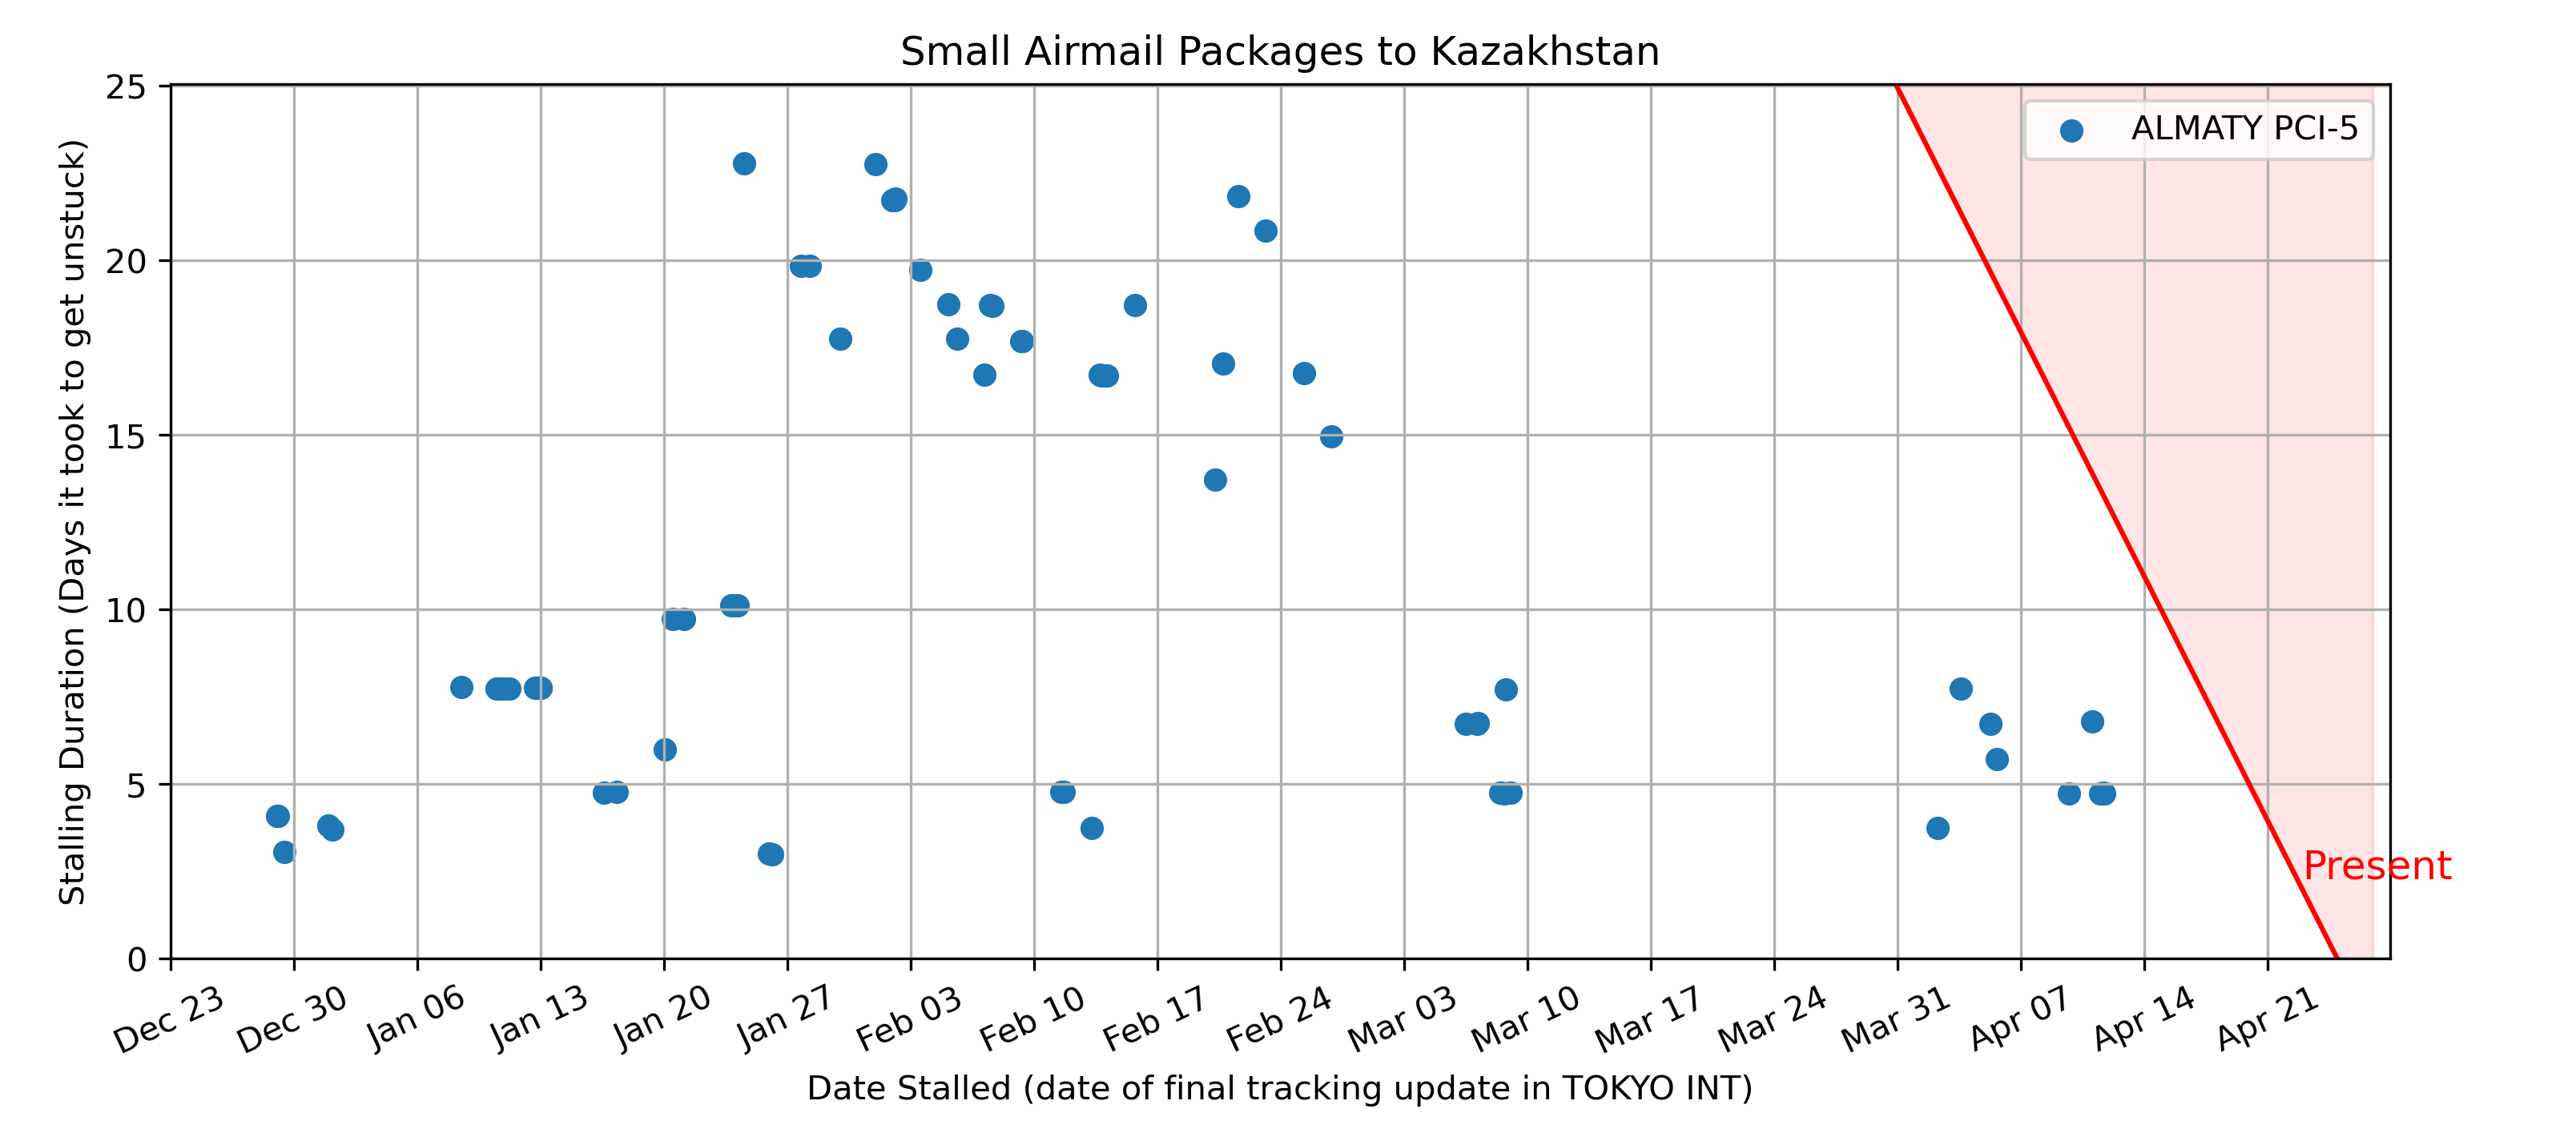 Small Airmail Packages to Kazakhstan
ALMATY PCI-5
Present
Stalling Duration (Days it took to get unstuck)
25
20
15
10
5
0
Dec 23
Dec 30
Jan 06
Jan 13
Jan 20
Jan 27
Feb 03
Feb 10
Feb 17
Feb 24
Mar 03
Mar 10
Mar 17
Mar 24
Mar 31
Apr 07
Apr 14
Apr 21
Date Stalled (date of final tracking update in TOKYO INT)